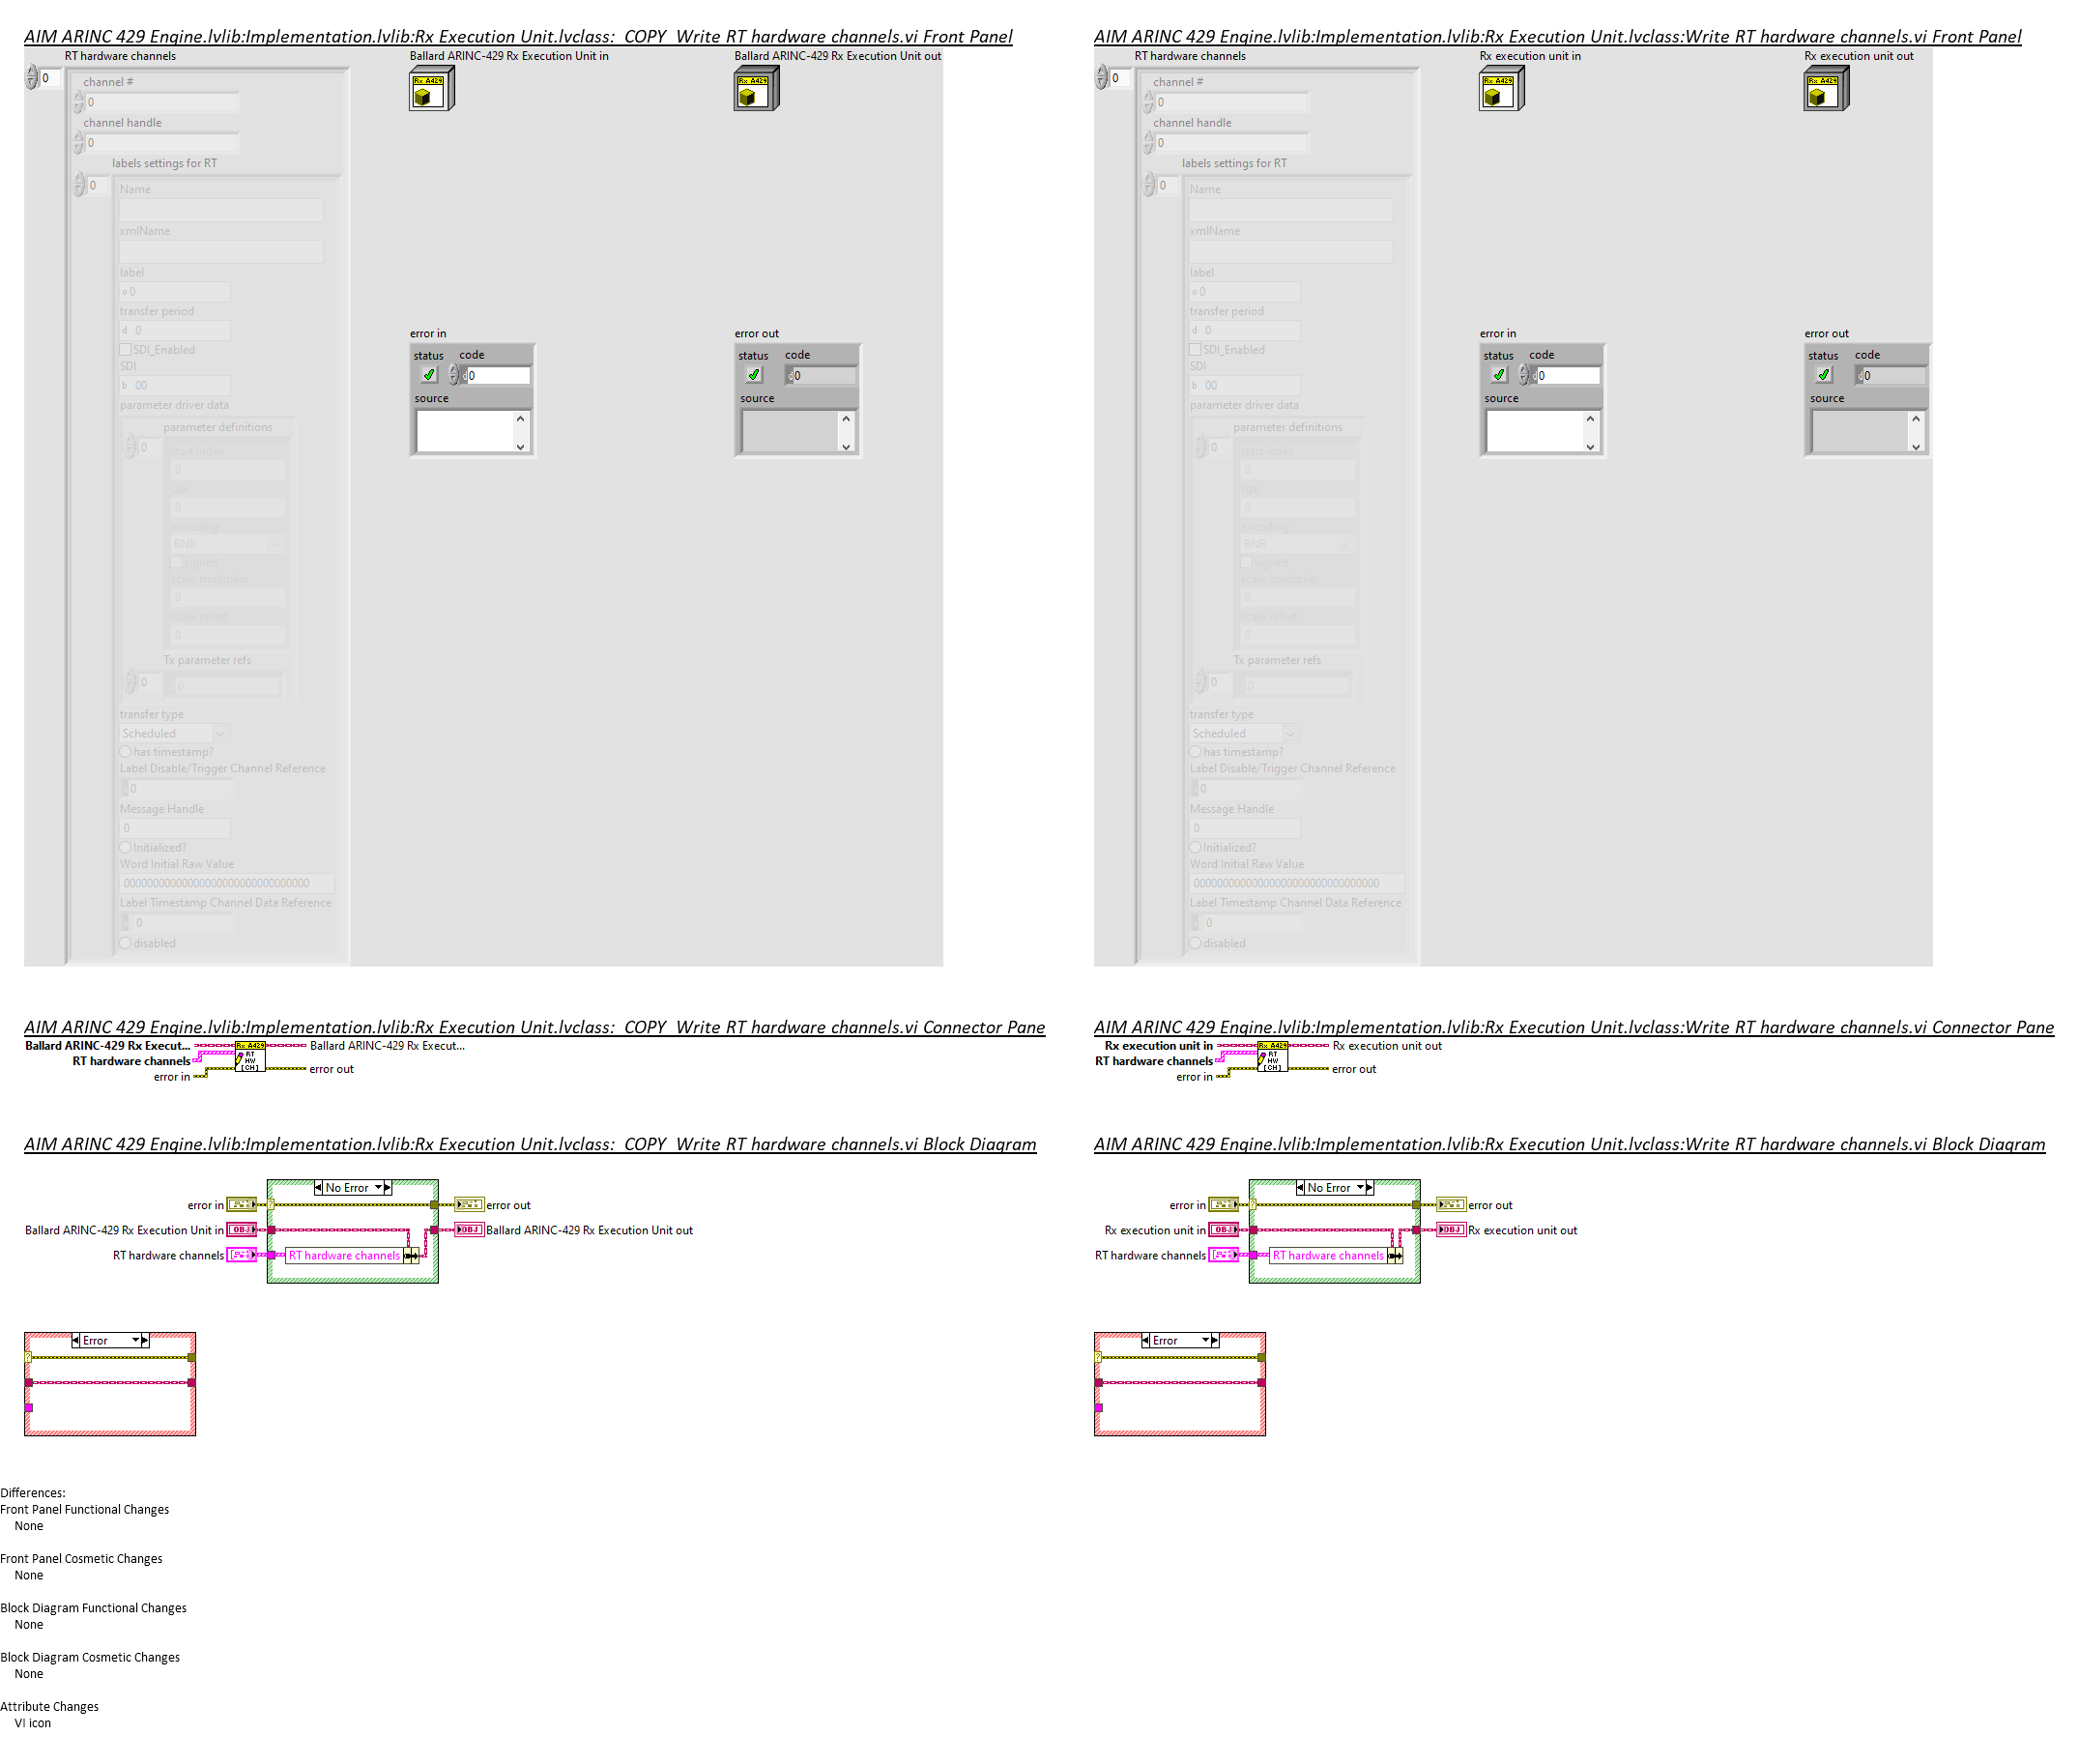 AIM ARINC 429 Engine.lvlib:Implementation.lvlib:Rx Execution Unit.lvclass:_COPY_Write RT hardware channels.vi Front Panel
RT hardware channels
Ballard ARINC-429 Rx Execution Unit in
Ballard ARINC-429 Rx Execution Unit out
0
Rx A429
Rx A429
channel #
0
channel handle
0
labels settings for RT
0
Name
xmlName
label
o 0
transfer period
d 0
SDI_Enabled
SDI
b 00
parameter driver data
parameter definitions
0
start index
0
size
0
encoding
BNR
signed
scale multiplier
0
scale offset
0
Tx parameter refs
0
0
transfer type
Scheduled
has timestamp?
Label Disable/Trigger Channel Reference
0
Message Handle
0
Initialized?
Word Initial Raw Value
00000000000000000000000000000000
Label Timestamp Channel Data Reference
0
disabled
error in
status code
d0
source
error out
status code
d0
source
AIM ARINC 429 Engine.lvlib:Implementation.lvlib:Rx Execution Unit.lvclass:Write RT hardware channels.vi Front Panel
RT hardware channels
Rx execution unit in
Rx execution unit out
0
Rx A429
Rx A429
channel #
0
channel handle
0
labels settings for RT
0
Name
xmlName
label
o 0
transfer period
d 0
SDI_Enabled
SDI
b 00
parameter driver data
parameter definitions
0
start index
0
size
0
encoding
BNR
signed
scale multiplier
0
scale offset
0
Tx parameter refs
0
0
transfer type
Scheduled
has timestamp?
Label Disable/Trigger Channel Reference
0
Message Handle
0
Initialized?
Word Initial Raw Value
00000000000000000000000000000000
Label Timestamp Channel Data Reference
0
disabled
error in
status code
d0
source
error out
status code
d0
source
AIM ARINC 429 Engine.lvlib:Implementation.lvlib:Rx Execution Unit.lvclass:_COPY_Write RT hardware channels.vi Connector Pane
Ballard ARINC-429 Rx Execut...
RT hardware channels
error in
Rx A429
RT
HW
[CH]
Ballard ARINC-429 Rx Execut...
error out
AIM ARINC 429 Engine.lvlib:Implementation.lvlib:Rx Execution Unit.lvclass:Write RT hardware channels.vi Connector Pane
Rx execution unit in
RT hardware channels
error in
Rx A429
RT
HW
[CH]
Rx execution unit out
error out
AIM ARINC 429 Engine.lvlib:Implementation.lvlib:Rx Execution Unit.lvclass:_COPY_Write RT hardware channels.vi Block Diagram
No Error
error in
error out
Ballard ARINC-429 Rx Execution Unit in
OBJ
OBJ
Ballard ARINC-429 Rx Execution Unit out
RT hardware channels
RT hardware channels
Error
AIM ARINC 429 Engine.lvlib:Implementation.lvlib:Rx Execution Unit.lvclass:Write RT hardware channels.vi Block Diagram
No Error
error in
error out
Rx execution unit in
OBJ
OBJ
Rx execution unit out
RT hardware channels
RT hardware channels
Error
Differences:
Front Panel Functional Changes
None
Front Panel Cosmetic Changes
None
Block Diagram Functional Changes
None
Block Diagram Cosmetic Changes
None
Attribute Changes
VI icon